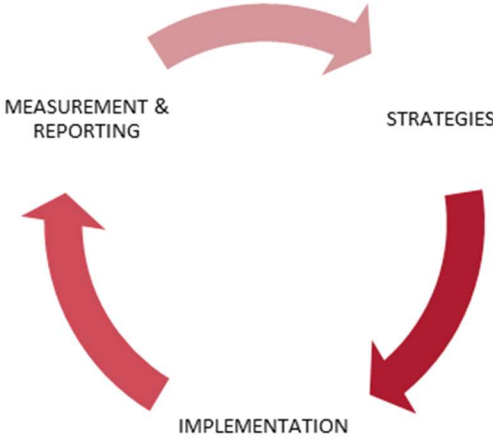 MEASUREMENT &
REPORTING
STRATEGIES
IMPLEMENTATION